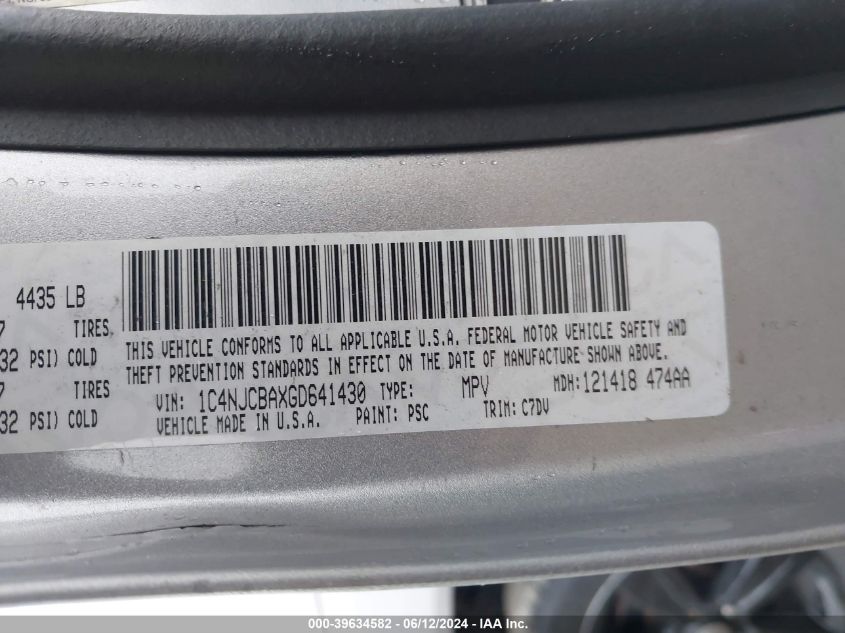 4435 LB
TIRES
32 PSI) COLD
TIRES
32 PSI) COLD
THIS VEHICLE CONFORMS TO ALL APPLICABLE U.S.A. FEDERAL MOTOR VEHICLE SAFETY AND
THEFT PREVENTION STANDARDS IN EFFECT ON THE DATE OF MANUFACTURE SHOWN ABOVE.
VIN: 1C4NJCBAXGD641430 TYPE: MPV MDH: 121418 474AA
VEHICLE MADE IN U.S.A. PAINT: PSC TRIM: C7DV
000-39634582 - 06/12/2024 - IAA Inc.